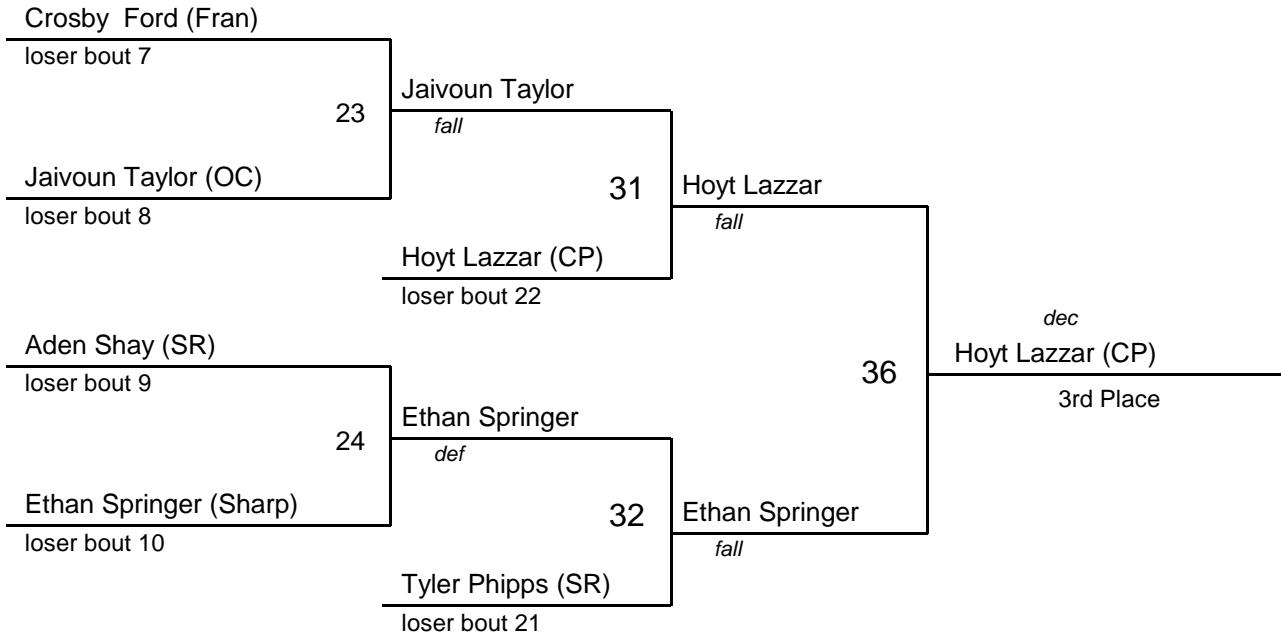 Crosby  Ford (Fran)
loser bout 7
Jaivoun Taylor
23
fall
Jaivoun Taylor (OC)
31
Hoyt Lazzar
loser bout 8
fall
Hoyt Lazzar (CP)
loser bout 22
dec
Aden Shay (SR)
Hoyt Lazzar (CP)
36
loser bout 9
3rd Place
Ethan Springer
24
def
Ethan Springer (Sharp)
32
Ethan Springer
loser bout 10
fall
Tyler Phipps (SR)
loser bout 21